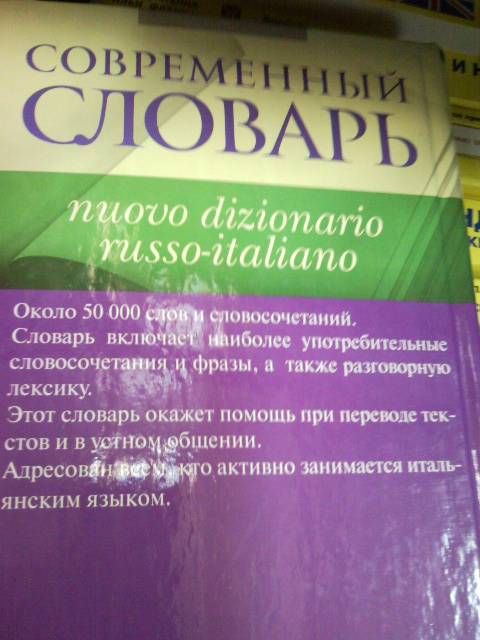 СОВРЕМЕННЫЙ
СЛОВАРЬ
nuovo dizionario
russo-italiano
Около 50 000 слов и словосочетаний.
Словарь включает наиболее употребительные
словосочетания и фразы, а также разговорную
лексику.
Этот словарь окажет помощь при переводе тек-
стов и в устном общении.
Адресован всем, кто активно занимается италь-
янским языком.